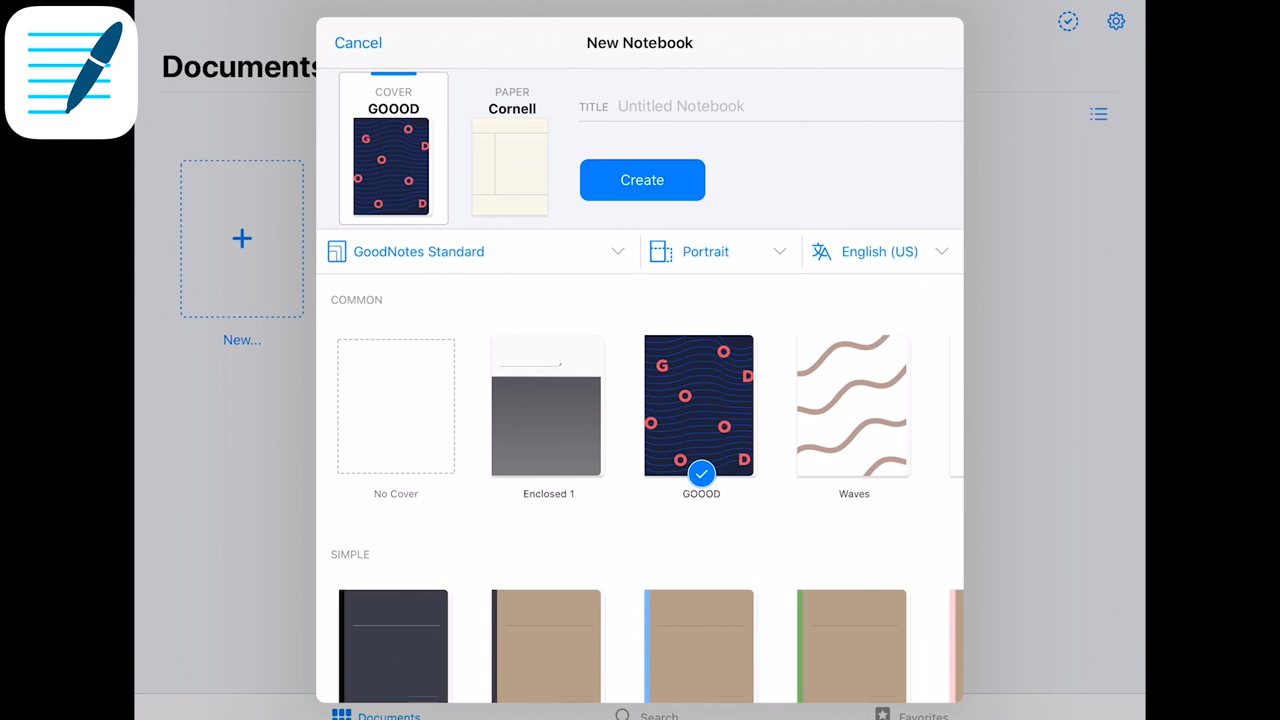 Documents
Cancel
New Notebook
COVER
GOOOD
G
O
O
D
O
O
O
D
PAPER
Cornell
TITLE Untitled Notebook
Create
GoodNotes Standard
Portrait
English (US)
New...
COMMON
G
O
D
O
O
O
O
D
No Cover
Enclosed 1
GOOOD
Waves
SIMPLE
Documents
Search
Favorites